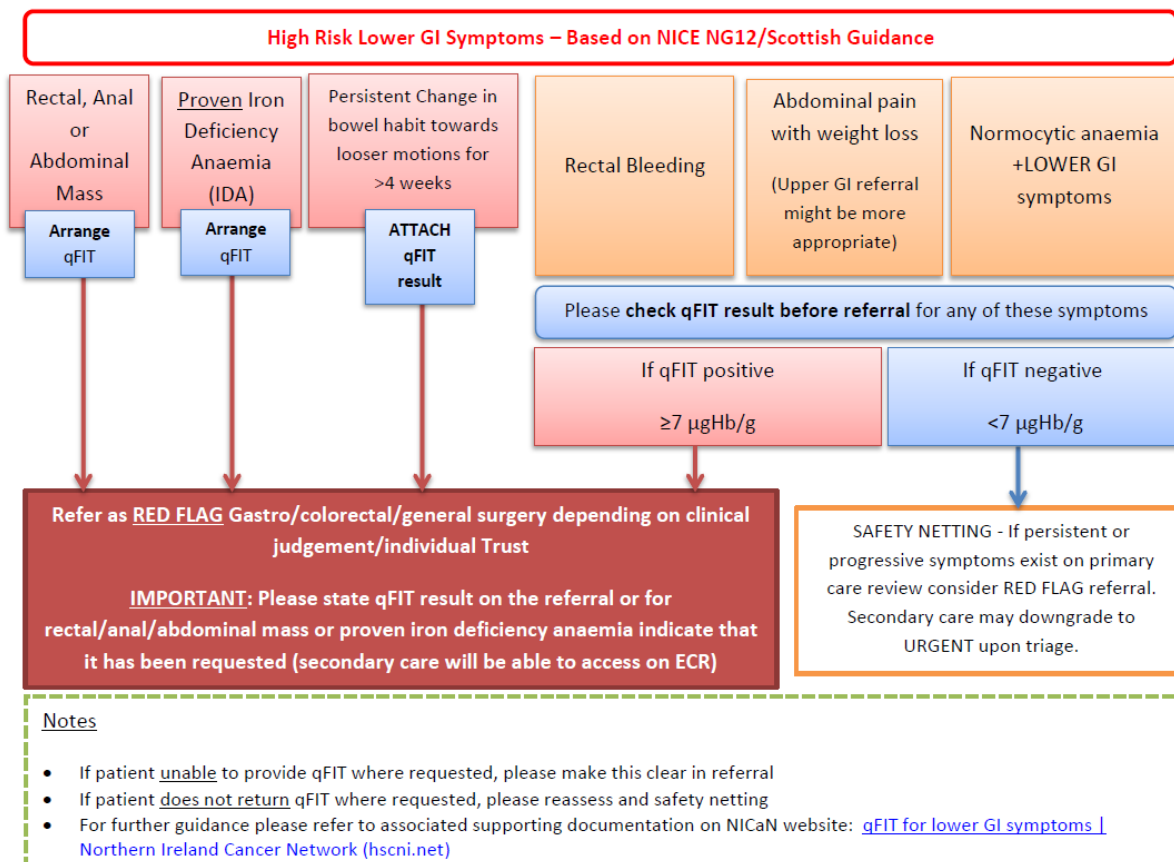 High Risk Lower GI Symptoms – Based on NICE NG12/Scottish Guidance
Rectal, Anal
or
Abdominal
Mass
Arrange
qFIT
Proven Iron
Deficiency
Anaemia
(IDA)
Arrange
qFIT
Persistent Change in
bowel habit towards
looser motions for
>4 weeks
ATTACH
qFIT
result
Rectal Bleeding
Abdominal pain
with weight loss
(Upper GI referral
might be more
appropriate)
Normocytic anaemia
+LOWER GI
symptoms
Please check qFIT result before referral for any of these symptoms
If qFIT positive
≥7 µgHb/g
If qFIT negative
<7 µgHb/g
Refer as RED FLAG Gastro/colorectal/general surgery depending on clinical
judgement/individual Trust
IMPORTANT: Please state qFIT result on the referral or for
rectal/anal/abdominal mass or proven iron deficiency anaemia indicate that
it has been requested (secondary care will be able to access on ECR)
SAFETY NETTING - If persistent or
progressive symptoms exist on primary
care review consider RED FLAG referral.
Secondary care may downgrade to
URGENT upon triage.
Notes
• If patient unable to provide qFIT where requested, please make this clear in referral
• If patient does not return qFIT where requested, please reassess and safety netting
• For further guidance please refer to associated supporting documentation on NICaN website: qFIT for lower GI symptoms |
Northern Ireland Cancer Network (hscni.net)